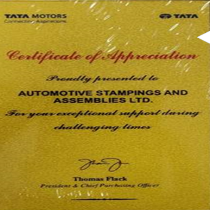 TATA MOTORS
Connecting Aspirations
TATA
Certificate of Appreciation
Proudly presented to
AUTOMOTIVE STAMPINGS AND
ASSEMBLIES LTD.
For your exceptional support during
challenging times
Thomas Flack
President & Chief Purchasing Officer